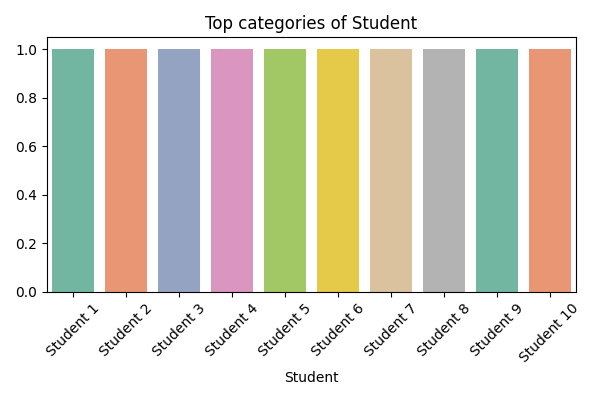 Top categories of Student
1.0
0.8
0.6
0.4
0.2
0.0
Student 1
Student 2
Student 3
Student 4
Student 5
Student 6
Student 7
Student 8
Student 9
Student 10
Student